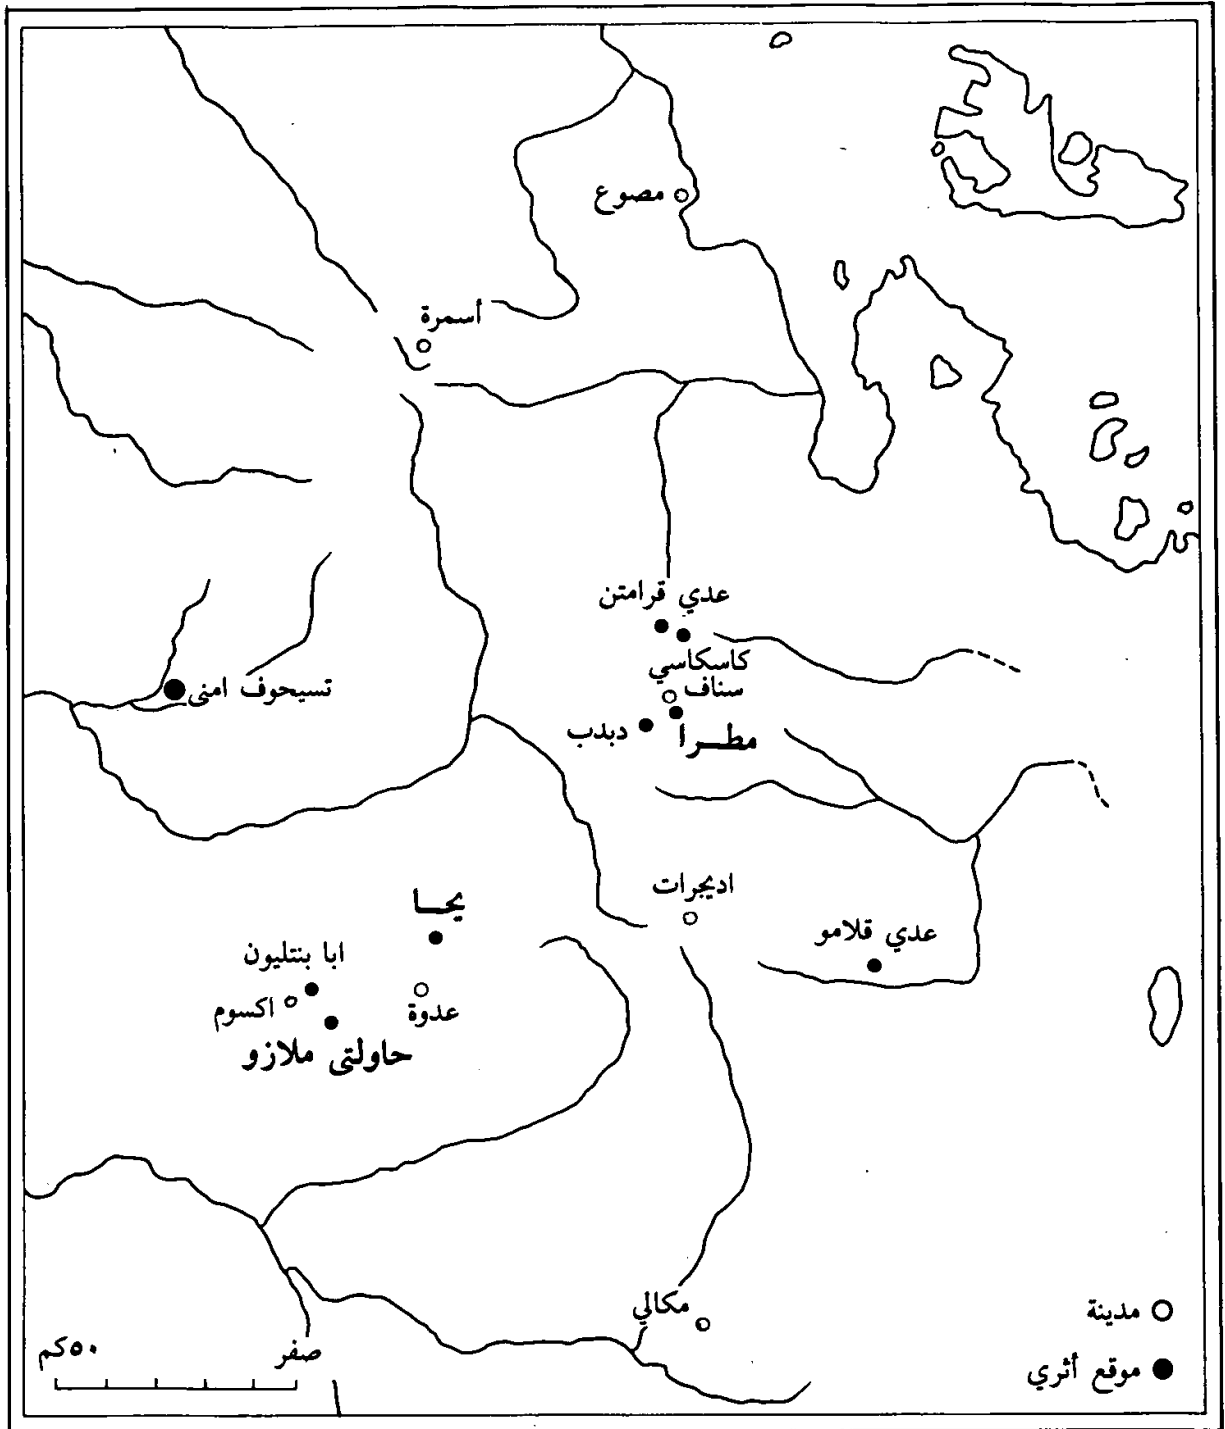 مصوع
أسمرة
عدي قرامتن
كاسكاسي
سناف
تسيحوف امنى
مطـرا
دبدب
اديجرات
يحـا
عدي قلامو
ابا بنتليون
اكسوم
عدوة
حاولتى ملازو
مكالي
مدينة
صفر
٥٠كم
موقع أثري